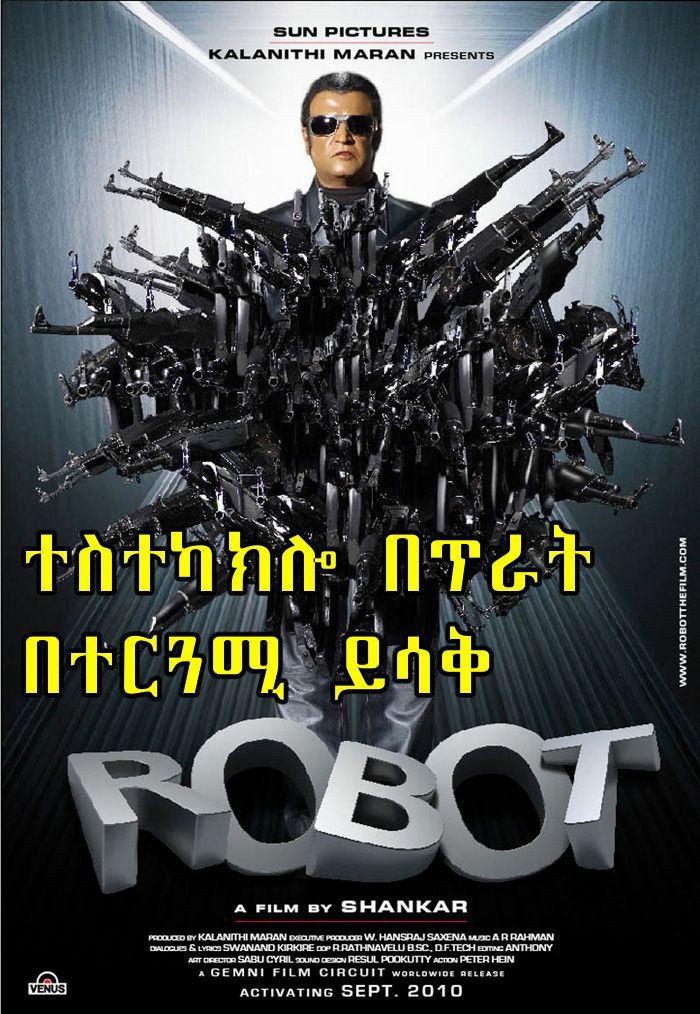 SUN PICTURES
KALANITHI MARAN PRESENTS
ተስተካክሎ በጥራት
በተርጓሚ ይሳቅ
WWW.ROBOTTHEFILM.COM
ROBOT
A FILM BY SHANKAR
PRODUCED BY KALANITHI MARAN EXECUTIVE PRODUCER W. HANSRAJ SAXENA MUSIC A R RAHMAN
DIALOGUES & LYRICS SWANAND KIRKIRE DOP R.RATHNAVELU B.SC., D.F.TECH EDITING ANTHONY
ART DIRECTOR SABU CYRIL SOUND DESIGN RESUL POOKUTTY ACTION PETER HEIN
A GEMNI FILM CIRCUIT WORLDWIDE RELEASE
VENUS
ACTIVATING SEPT. 2010